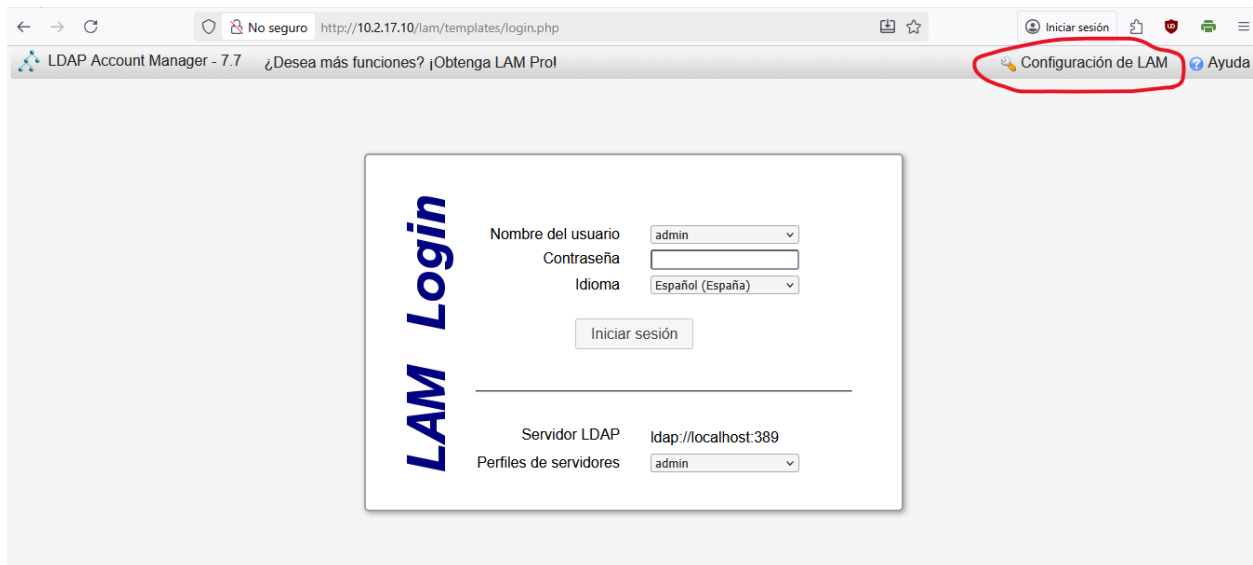 No seguro http://10.2.17.10/lam/templates/login.php Iniciar sesión
LDAP Account Manager - 7.7 ¿Desea más funciones? ¡Obtenga LAM Pro! Configuración de LAM Ayuda
LAM Login
Nombre del usuario admin
Contraseña
Idioma Español (España)
Iniciar sesión
Servidor LDAP ldap://localhost:389
Perfiles de servidores admin